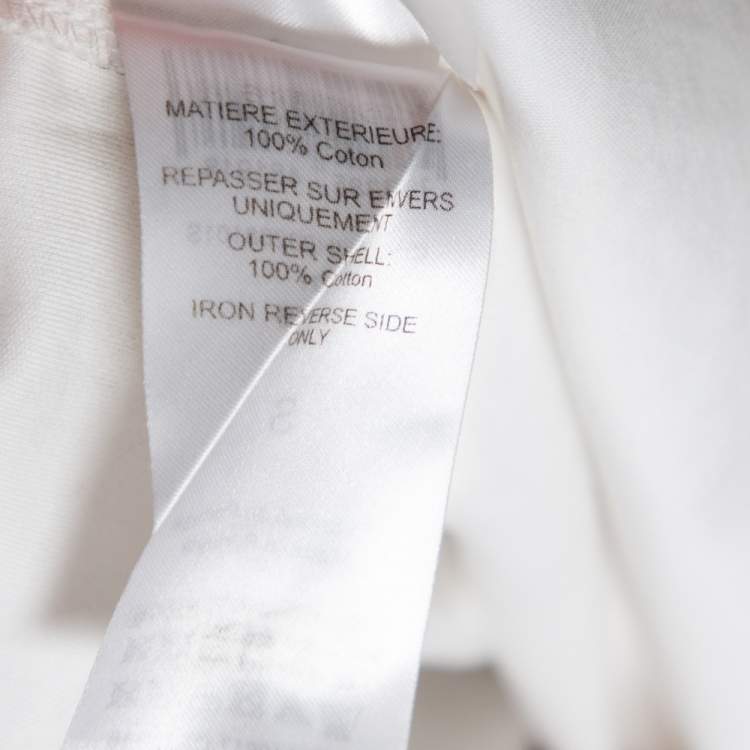 MATIERE EXTERIEURE:
100% Coton
REPASSER SUR ENVERS
UNIQUEMENT
OUTER SHELL:
100% Cotton
IRON REVERSE SIDE
ONLY